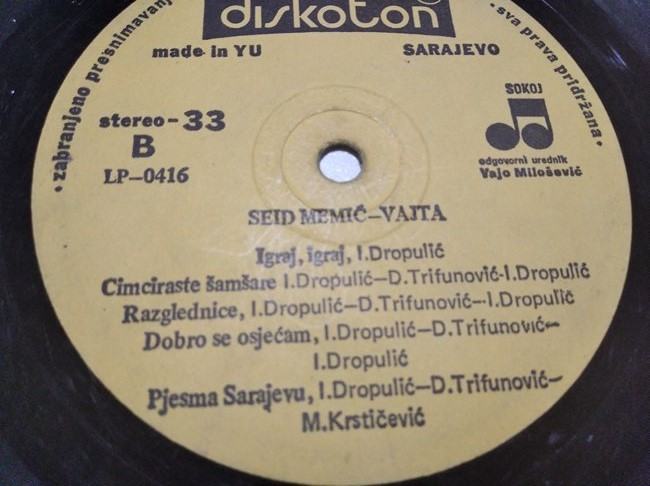 diskoton
made in YU SARAJEVO
• zabranjeno presnimavanj
• sva prava pridržana •
SOKOJ
stereo - 33
B
LP-0416
odgovorni urednik
Vajo Milošević
SEID MEMIĆ-VAJTA
Igraj, igraj, I.Dropulić
Cimciraste šamšare I.Dropulić-D.Trifunović-I.Dropulić
Razglednice, I.Dropulić-D.Trifunović-I.Dropulić
Dobro se osjećam, I.Dropulić-D.Trifunović-
I.Dropulić
Pjesma Sarajevu, I.Dropulić-D.Trifunović-
M.Krstičević